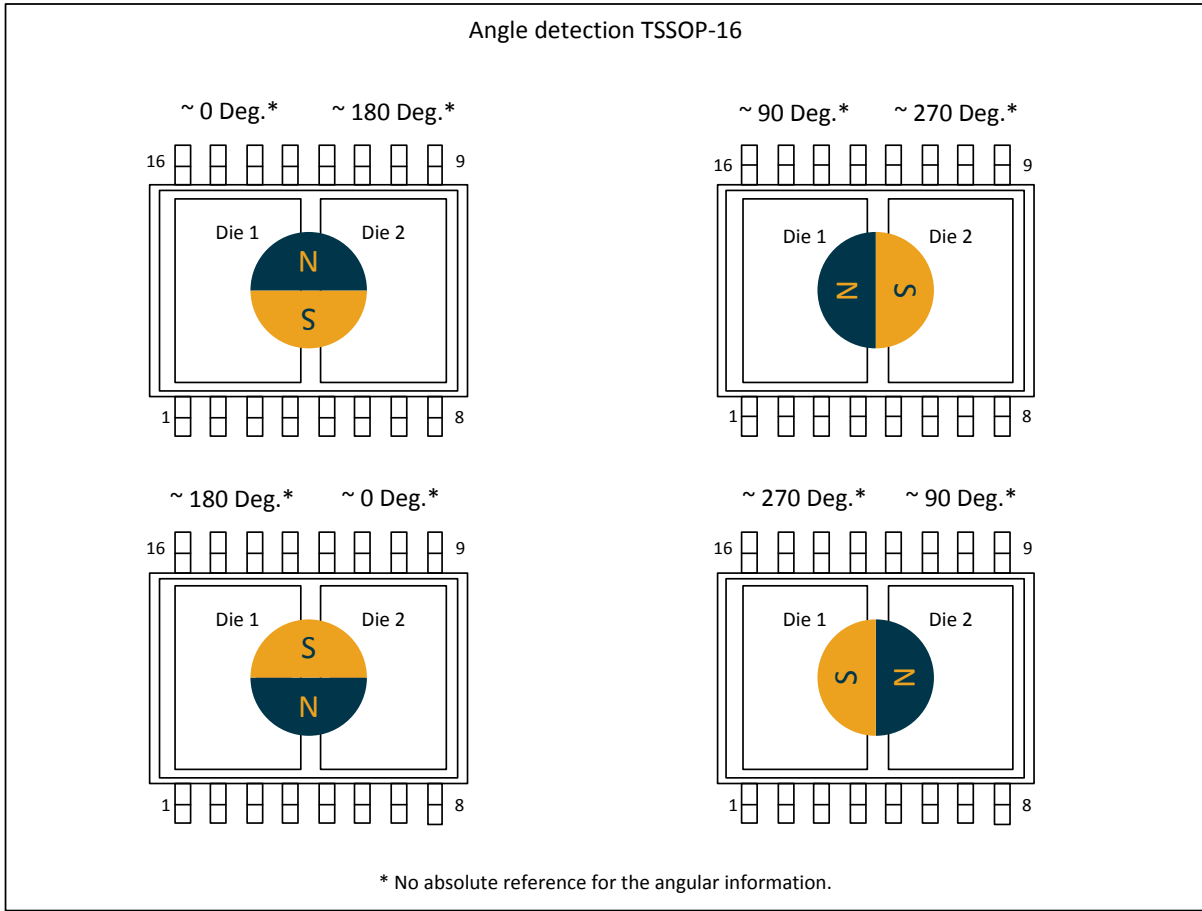 Angle detection TSSOP-16
~ 0 Deg.* ~ 180 Deg.*
16 9
Die 1 Die 2
N
S
1 8
~ 90 Deg.* ~ 270 Deg.*
16 9
Die 1 Die 2
N S
1 8
~ 180 Deg.* ~ 0 Deg.*
16 9
Die 1 Die 2
S
N
1 8
~ 270 Deg.* ~ 90 Deg.*
16 9
Die 1 Die 2
S N
1 8
* No absolute reference for the angular information.